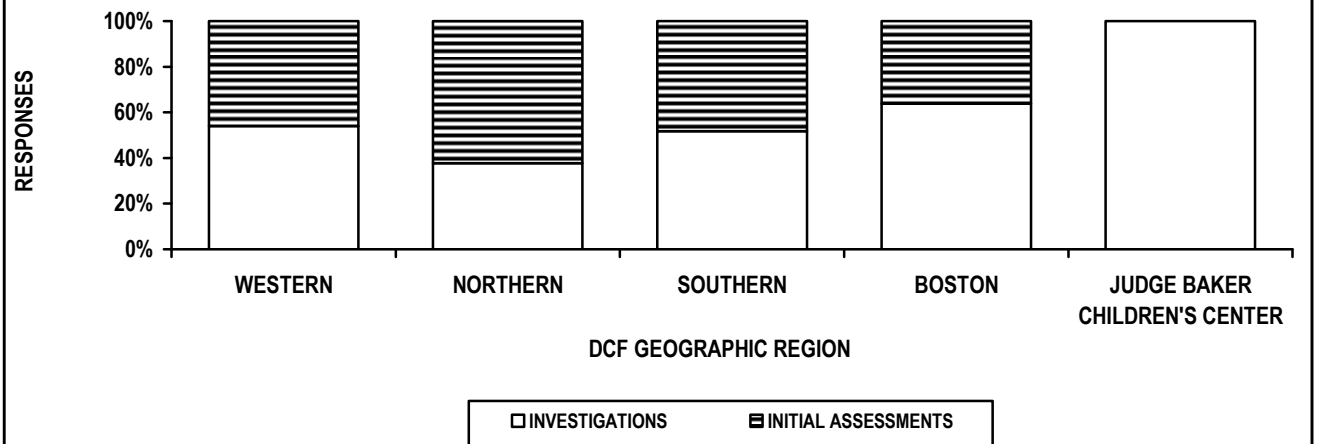 100%
80%
60%
40%
20%
0%
RESPONSES
WESTERN NORTHERN SOUTHERN BOSTON JUDGE BAKER
CHILDREN'S CENTER
DCF GEOGRAPHIC REGION
INVESTIGATIONS INITIAL ASSESSMENTS